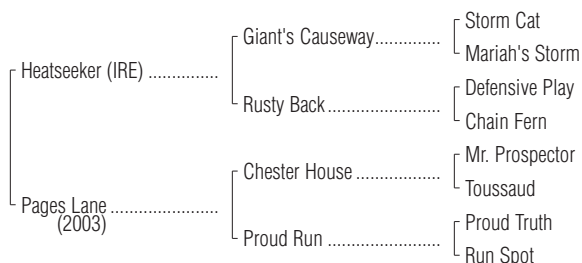 Storm Cat
Giant's Causeway................
Mariah's Storm
Heatseeker (IRE) ...............
Defensive Play
Rusty Back ........................
Chain Fern
Mr. Prospector
Chester House ....................
Toussaud
Pages Lane .......................
(2003)
Proud Truth
Proud Run ........................
Run Spot